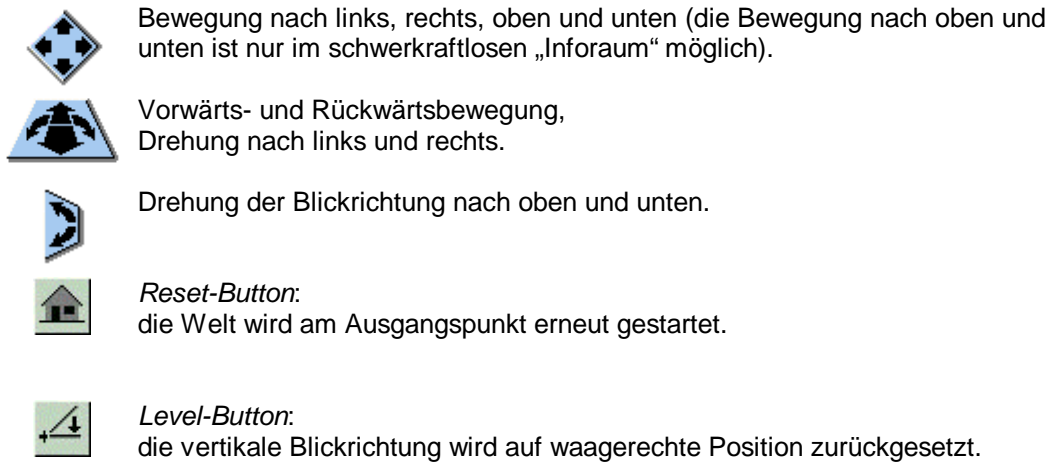 Bewegung nach links, rechts, oben und unten (die Bewegung nach oben und
unten ist nur im schwerkraftlosen „Inforaum“ möglich).
Vorwärts- und Rückwärtsbewegung,
Drehung nach links und rechts.
Drehung der Blickrichtung nach oben und unten.
Reset-Button:
die Welt wird am Ausgangspunkt erneut gestartet.
Level-Button:
die vertikale Blickrichtung wird auf waagerechte Position zurückgesetzt.